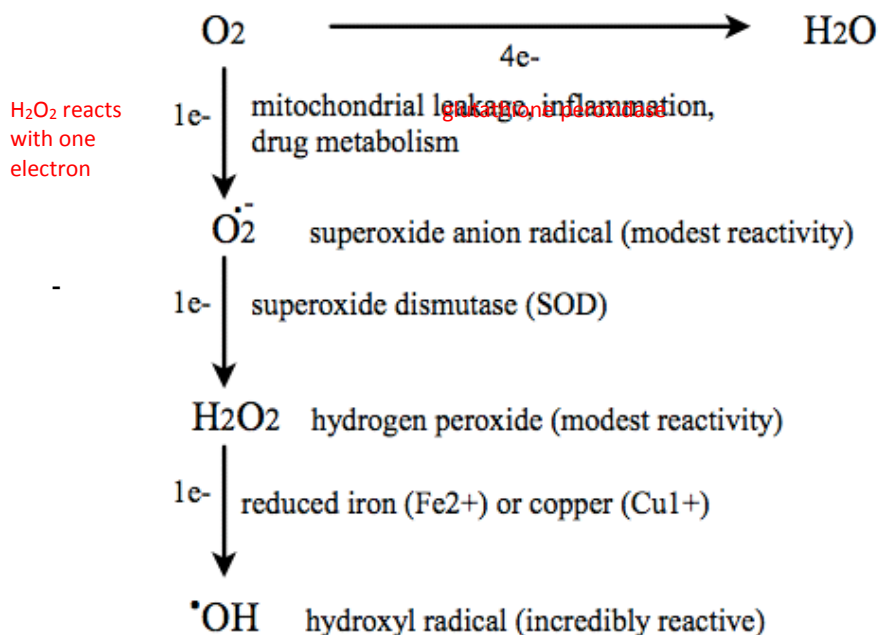 O2 4e- H2O
H2O2 reacts
with one
electron
1e- mitochondrial leakage, inflammation,
glutathione peroxidase
drug metabolism
O2•- superoxide anion radical (modest reactivity)
-
1e- superoxide dismutase (SOD)
H2O2 hydrogen peroxide (modest reactivity)
1e- reduced iron (Fe2+) or copper (Cu1+)
•OH hydroxyl radical (incredibly reactive)